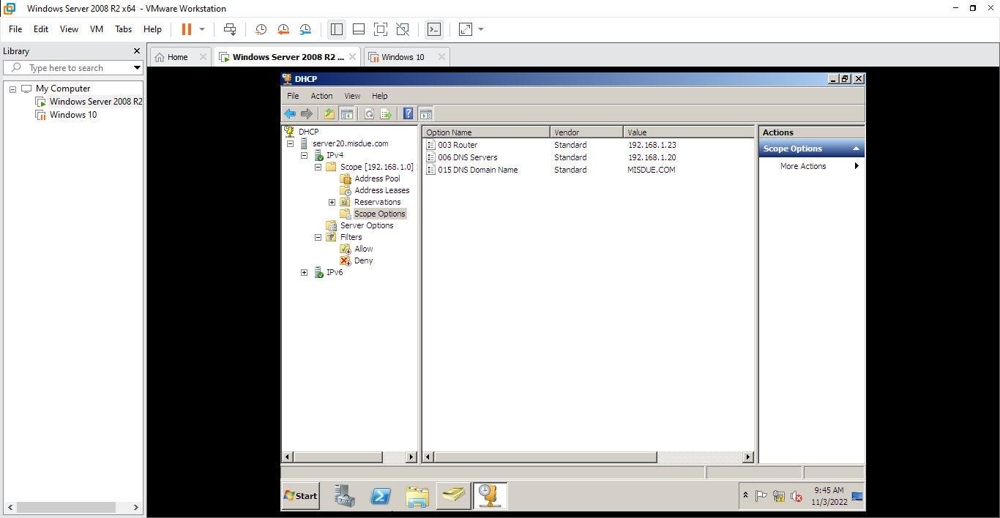 Windows Server 2008 R2 x64 - VMware Workstation
File Edit View VM Tabs Help
Library
Type here to search
My Computer
Windows Server 2008 R2
Windows 10
Home Windows Server 2008 R2 ... Windows 10
DHCP
File Action View Help
DHCP
server20.misdue.com
IPv4
Scope [192.168.1.0]
Address Pool
Address Leases
Reservations
Scope Options
Server Options
Filters
Allow
Deny
IPv6
Option Name Vendor Value
003 Router Standard 192.168.1.23
006 DNS Servers Standard 192.168.1.20
015 DNS Domain Name Standard MISDUE.COM
Actions
Scope Options
More Actions
Start
9:45 AM
11/3/2022